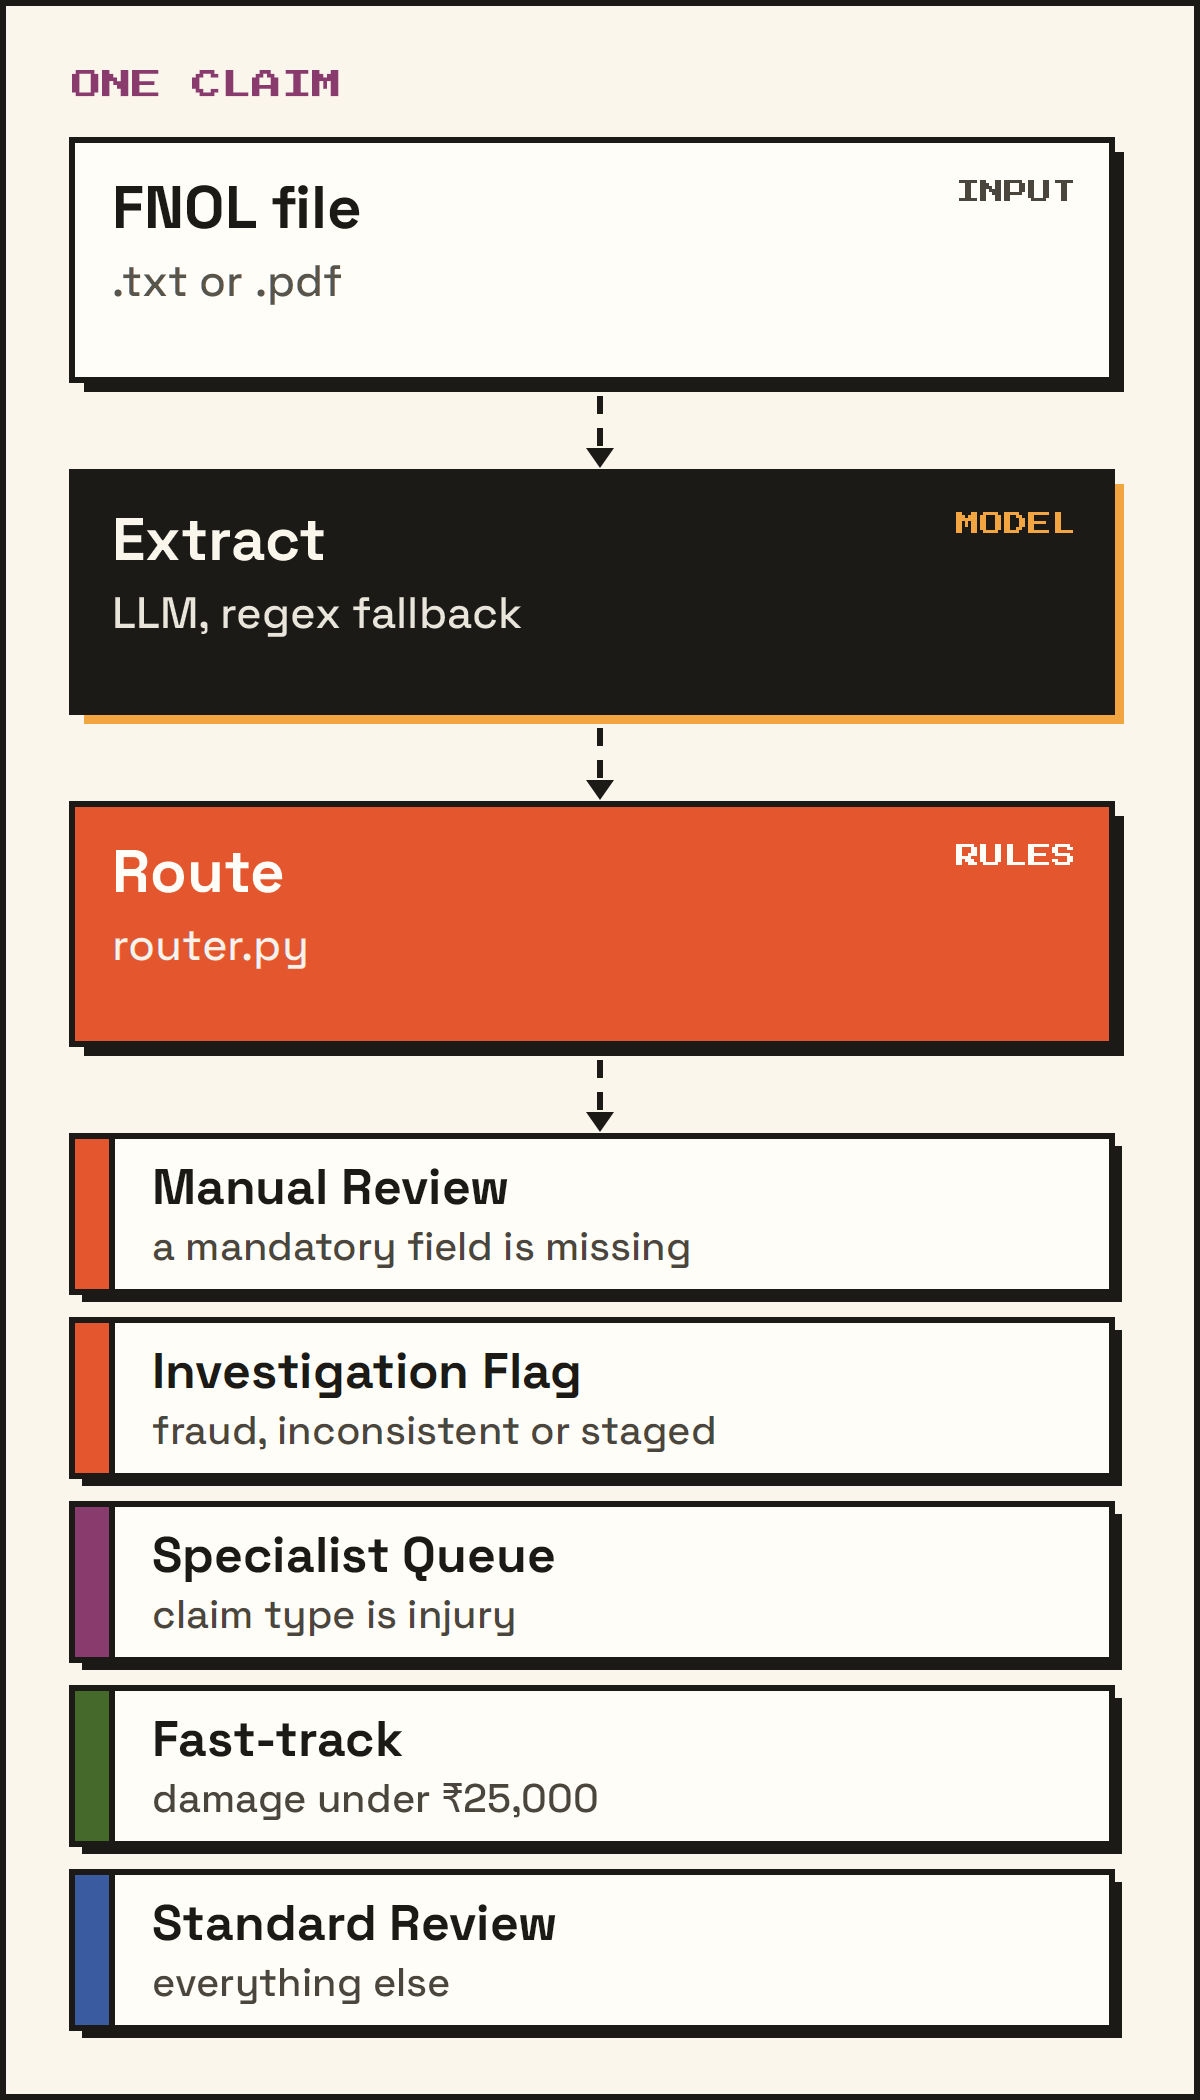 ONE CLAIM
FNOL file
INPUT
.txt or .pdf
Extract
MODEL
LLM, regex fallback
Route
RULES
router.py
Manual Review
a mandatory field is missing
Investigation Flag
fraud, inconsistent or staged
Specialist Queue
claim type is injury
Fast-track
damage under ₹25,000
Standard Review
everything else